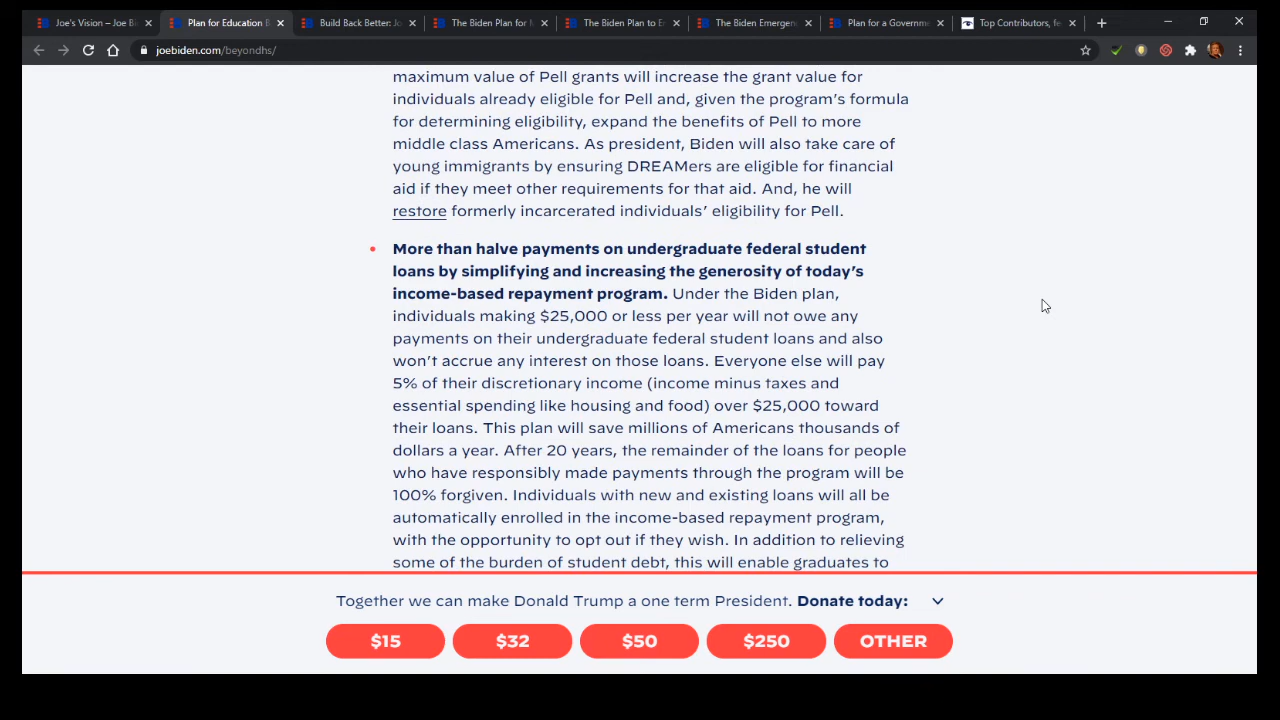 Joe's Vision – Joe Bi
Plan for Education B
Build Back Better: Jo
The Biden Plan for M
The Biden Plan to E
The Biden Emergen
Plan for a Governme
Top Contributors, fe
joebiden.com/beyondhs/
maximum value of Pell grants will increase the grant value for
individuals already eligible for Pell and, given the program's formula
for determining eligibility, expand the benefits of Pell to more
middle class Americans. As president, Biden will also take care of
young immigrants by ensuring DREAMers are eligible for financial
aid if they meet other requirements for that aid. And, he will
restore formerly incarcerated individuals' eligibility for Pell.
More than halve payments on undergraduate federal student
loans by simplifying and increasing the generosity of today's
income-based repayment program. Under the Biden plan,
individuals making $25,000 or less per year will not owe any
payments on their undergraduate federal student loans and also
won't accrue any interest on those loans. Everyone else will pay
5% of their discretionary income (income minus taxes and
essential spending like housing and food) over $25,000 toward
their loans. This plan will save millions of Americans thousands of
dollars a year. After 20 years, the remainder of the loans for people
who have responsibly made payments through the program will be
100% forgiven. Individuals with new and existing loans will all be
automatically enrolled in the income-based repayment program,
with the opportunity to opt out if they wish. In addition to relieving
some of the burden of student debt, this will enable graduates to
Together we can make Donald Trump a one term President. Donate today:
$15
$32
$50
$250
OTHER